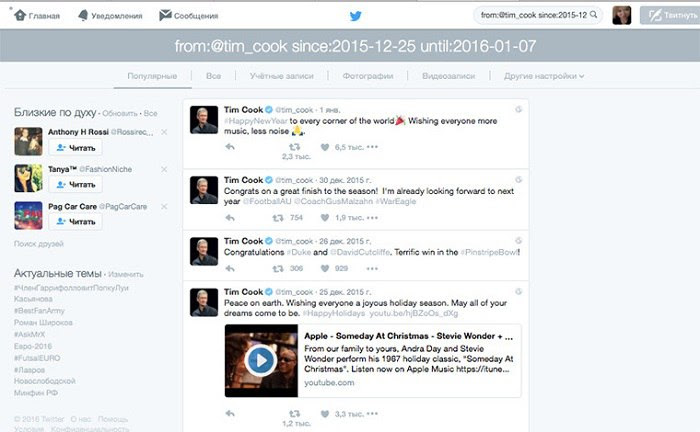 Главная
Уведомления
Сообщения
from:@tim_cook since:2015-12
Твитнуть
from:@tim_cook since:2015-12-25 until:2016-01-07
Популярные
Все
Учётные записи
Фотографии
Видеозаписи
Другие настройки
Близкие по духу · Обновить · Все
Anthony H Rossi @Rossirec_...
Читать
Tanya™ @FashionNiche
Читать
Pag Car Care @PagCarCare
Читать
Поиск друзей
Актуальные темы · Изменить
#ЧленГаррифолловитПопкуЛуи
Касьянова
#BestFanArmy
Роман Широков
#AskMrX
Евро-2016
#FutsalEURO
#Лавров
Новослободской
Минфин РФ
© 2016 Twitter О нас Помощь
Условия Конфиденциальность
Tim Cook @tim_cook · 1 янв.
#HappyNewYear to every corner of the world🎉 Wishing everyone more
music, less noise 🙏.
2,3 тыс.
6,5 тыс.
Tim Cook @tim_cook · 30 дек. 2015 г.
Congrats on a great finish to the season! I'm already looking forward to next
year @FootballAU @CoachGusMalzahn #WarEagle
754
1,9 тыс.
Tim Cook @tim_cook · 26 дек. 2015 г.
Congratulations #Duke and @DavidCutcliffe. Terrific win in the #PinstripeBowl!
306
929
Tim Cook @tim_cook · 25 дек. 2015 г.
Peace on earth. Wishing everyone a joyous holiday season. May all of your
dreams come to be. #HappyHolidays youtu.be/hjBZoOs_dXg
Apple - Someday At Christmas - Stevie Wonder + ...
From our family to yours, Andra Day and Stevie
Wonder perform his 1967 holiday classic, "Someday At
Christmas". Listen now on Apple Music https://itune...
youtube.com
1,2 тыс.
3,3 тыс.